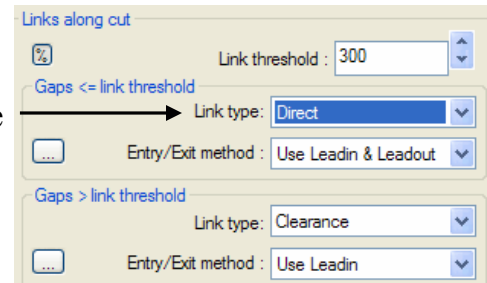 Links along cut
% Link threshold : 300
Gaps <= link threshold
Link type: Direct
e
... Entry/Exit method : Use Leadin & Leadout
Gaps > link threshold
Link type: Clearance
... Entry/Exit method : Use Leadin